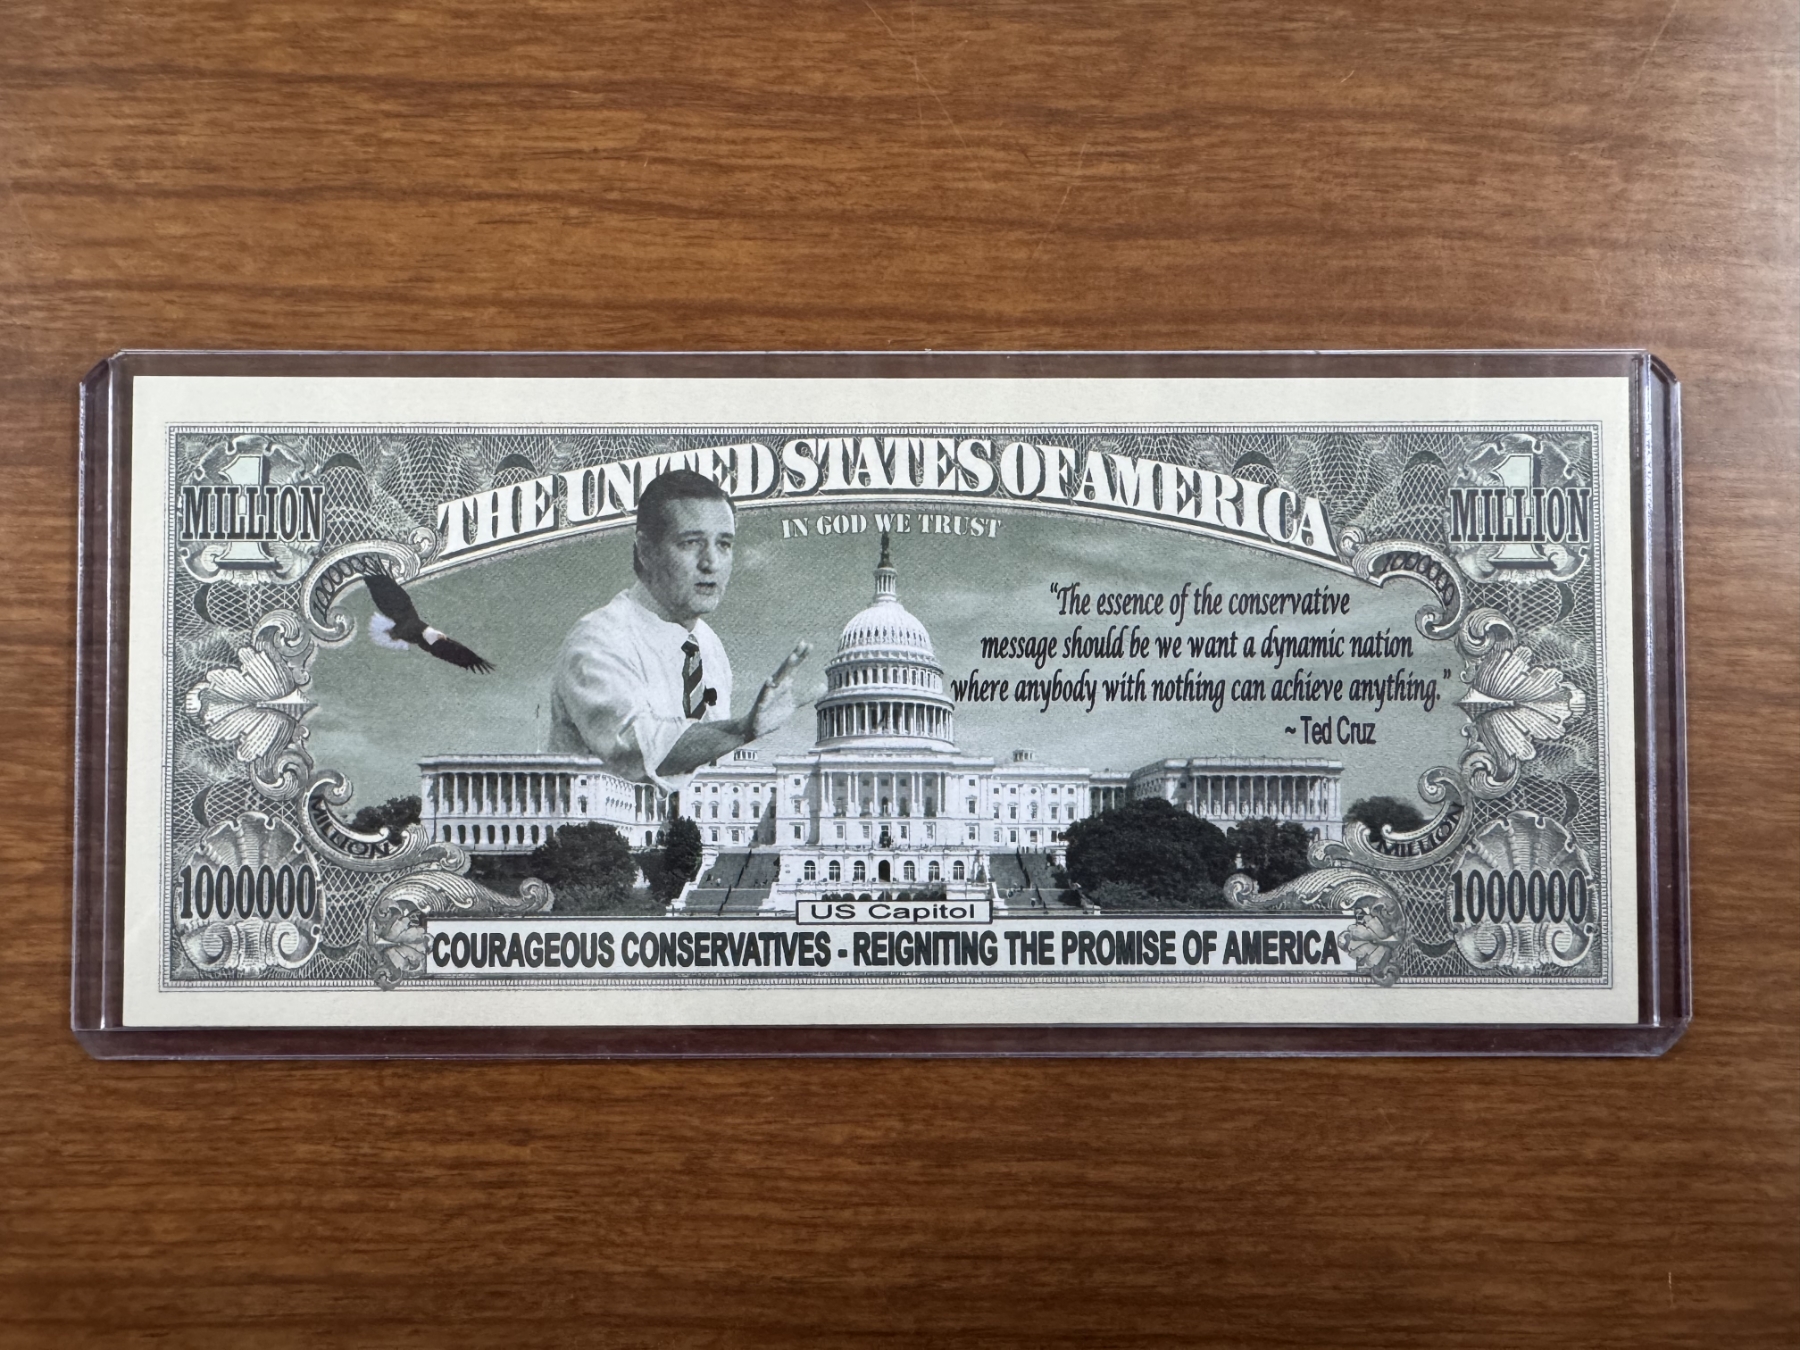 1
MILLION
THE UNITED STATES OF AMERICA
1
MILLION
IN GOD WE TRUST
1000000
1000000
"The essence of the conservative
message should be we want a dynamic nation
where anybody with nothing can achieve anything."
~ Ted Cruz
MILLION
MILLION
1000000
1000000
US Capitol
COURAGEOUS CONSERVATIVES - REIGNITING THE PROMISE OF AMERICA